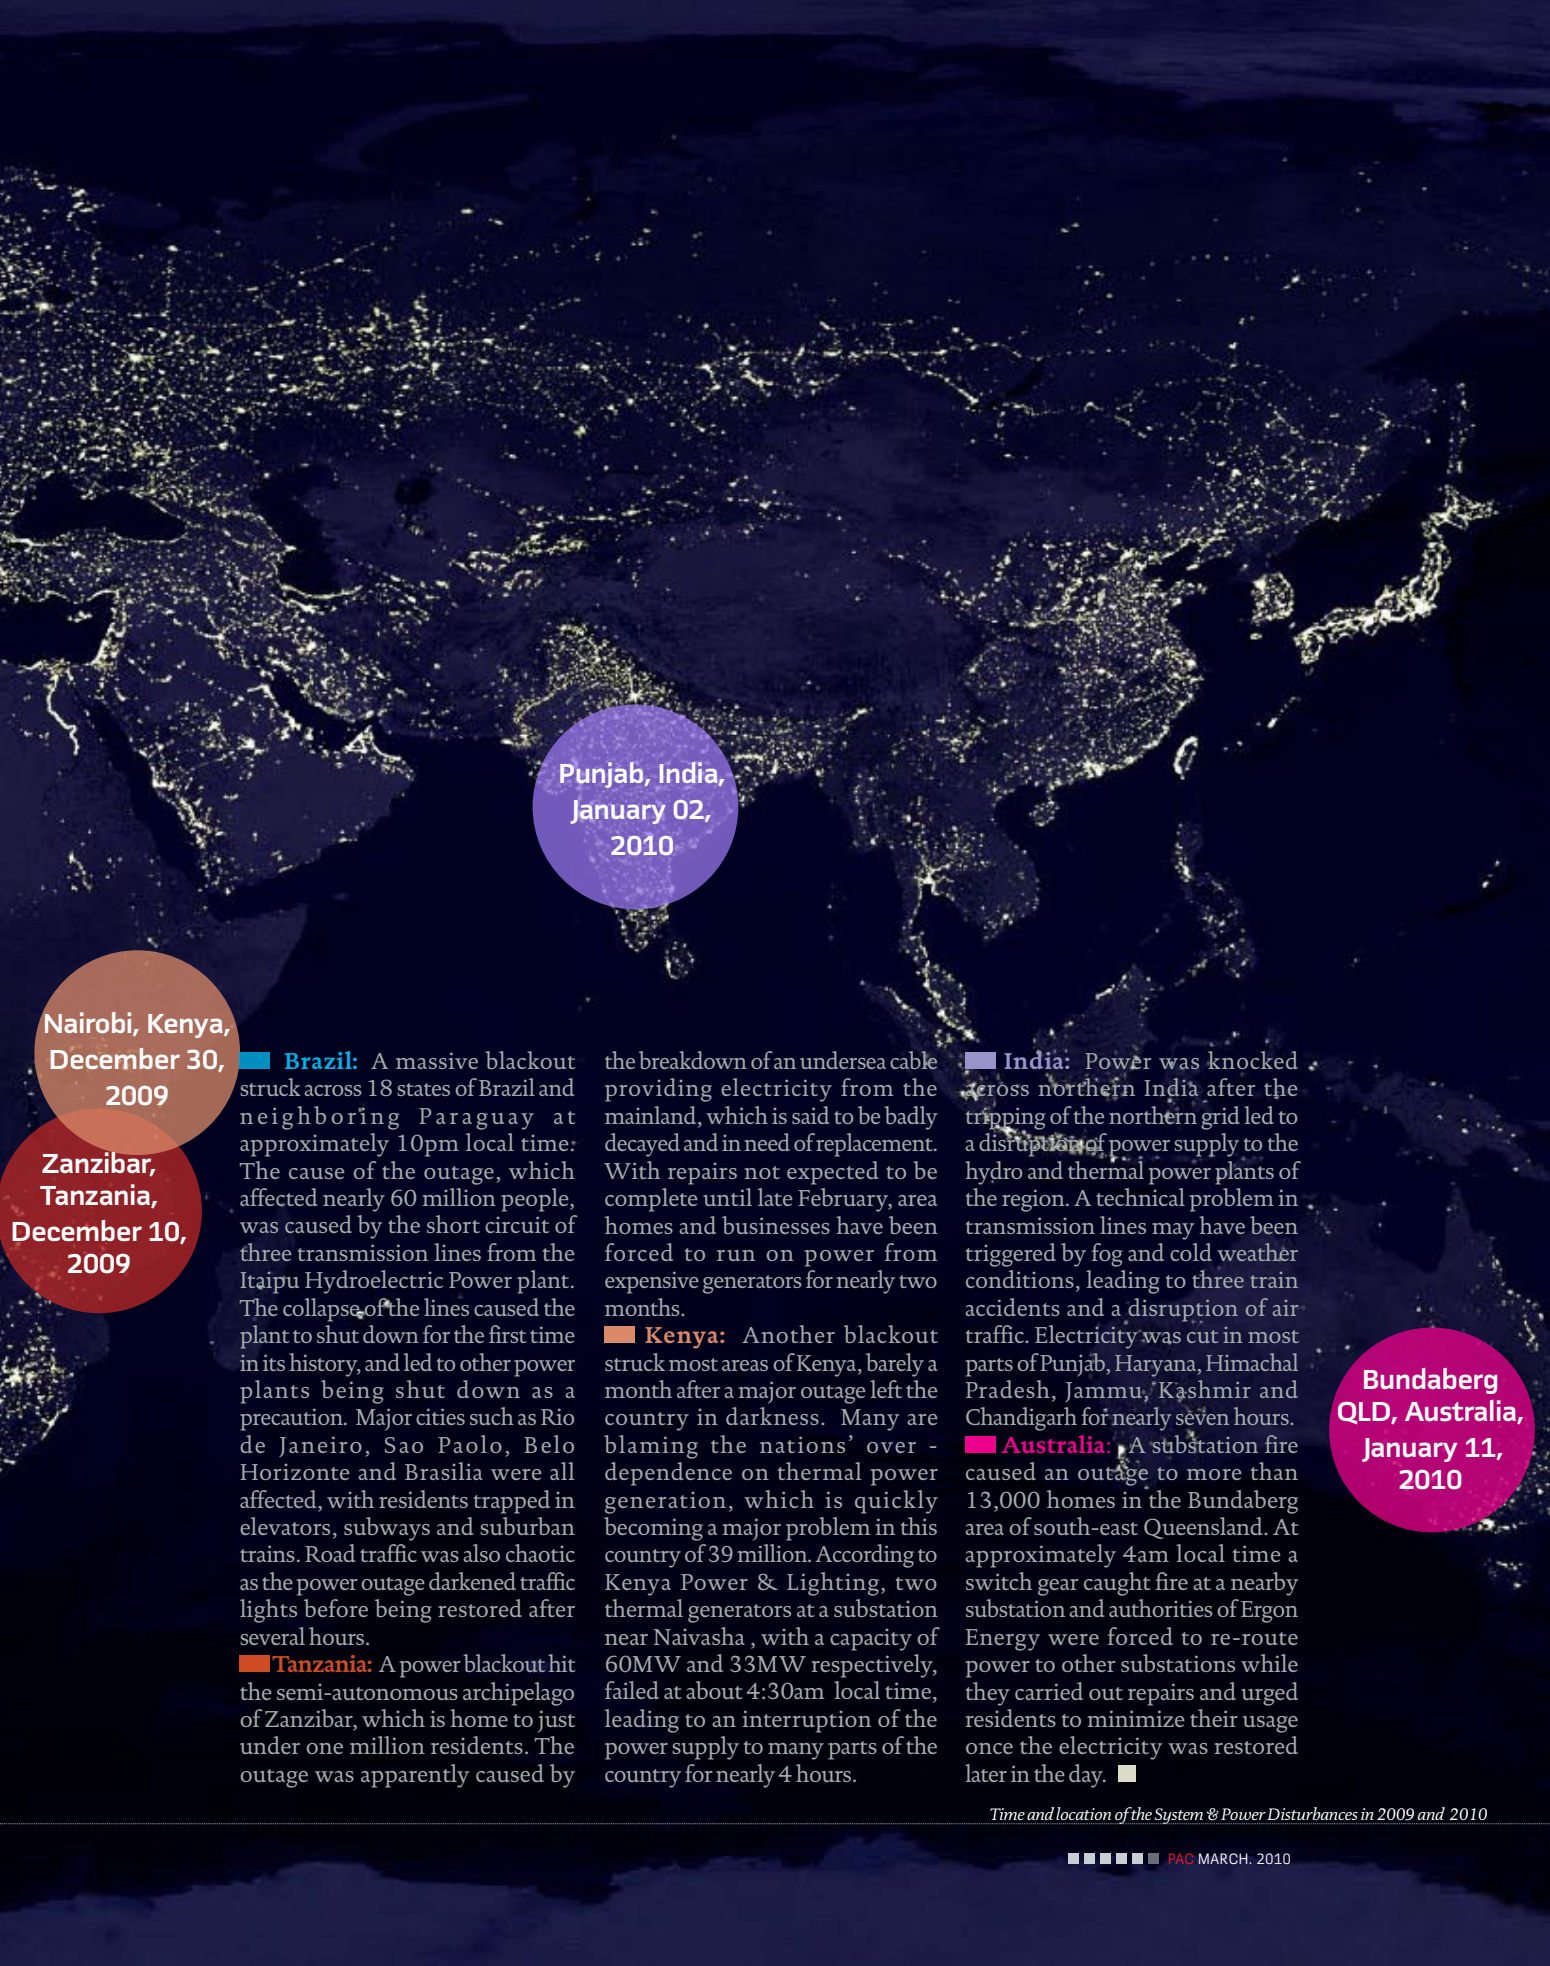 Punjab, India,
January 02,
2010
Nairobi, Kenya,
December 30,
2009
Zanzibar,
Tanzania,
December 10,
2009
Brazil: A massive blackout
struck across 18 states of Brazil and
neighboring Paraguay at
approximately 10pm local time.
The cause of the outage, which
affected nearly 60 million people,
was caused by the short circuit of
three transmission lines from the
Itaipu Hydroelectric Power plant.
The collapse of the lines caused the
plant to shut down for the first time
in its history, and led to other power
plants being shut down as a
precaution. Major cities such as Rio
de Janeiro, Sao Paolo, Belo
Horizonte and Brasilia were all
affected, with residents trapped in
elevators, subways and suburban
trains. Road traffic was also chaotic
as the power outage darkened traffic
lights before being restored after
several hours.
Tanzania: A power blackout hit
the semi-autonomous archipelago
of Zanzibar, which is home to just
under one million residents. The
outage was apparently caused by
the breakdown of an undersea cable
providing electricity from the
mainland, which is said to be badly
decayed and in need of replacement.
With repairs not expected to be
complete until late February, area
homes and businesses have been
forced to run on power from
expensive generators for nearly two
months.
Kenya: Another blackout
struck most areas of Kenya, barely a
month after a major outage left the
country in darkness. Many are
blaming the nations' over -
dependence on thermal power
generation, which is quickly
becoming a major problem in this
country of 39 million. According to
Kenya Power & Lighting, two
thermal generators at a substation
near Naivasha , with a capacity of
60MW and 33MW respectively,
failed at about 4:30am local time,
leading to an interruption of the
power supply to many parts of the
country for nearly 4 hours.
India: Power was knocked
across northern India after the
tripping of the northern grid led to
a disruption of power supply to the
hydro and thermal power plants of
the region. A technical problem in
transmission lines may have been
triggered by fog and cold weather
conditions, leading to three train
accidents and a disruption of air
traffic. Electricity was cut in most
parts of Punjab, Haryana, Himachal
Pradesh, Jammu, Kashmir and
Chandigarh for nearly seven hours.
Australia: A substation fire
caused an outage to more than
13,000 homes in the Bundaberg
area of south-east Queensland. At
approximately 4am local time a
switch gear caught fire at a nearby
substation and authorities of Ergon
Energy were forced to re-route
power to other substations while
they carried out repairs and urged
residents to minimize their usage
once the electricity was restored
later in the day.
Bundaberg
QLD, Australia,
January 11,
2010
Time and location of the System & Power Disturbances in 2009 and 2010
PAC MARCH. 2010